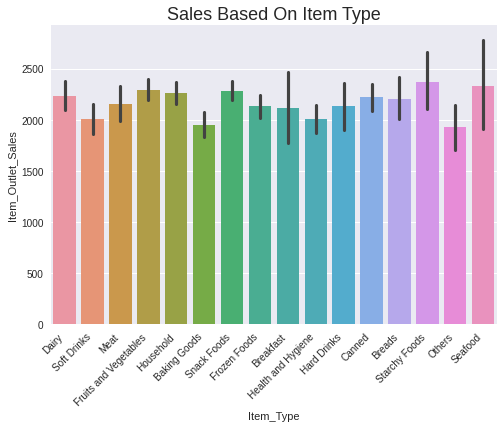 Sales Based On Item Type
Item_Outlet_Sales
2500
2000
1500
1000
500
0
Dairy
Soft Drinks
Meat
Fruits and Vegetables
Household
Baking Goods
Snack Foods
Frozen Foods
Breakfast
Health and Hygiene
Hard Drinks
Canned
Breads
Starchy Foods
Others
Seafood
Item_Type